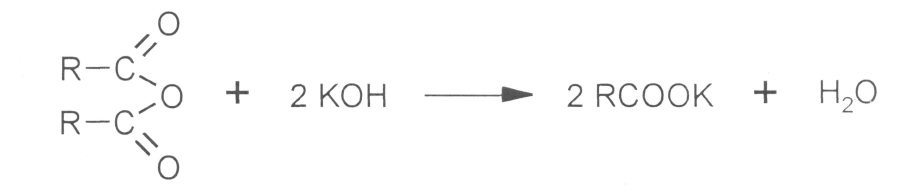 O
R-C
O + 2 KOH → 2 RCOOK + H₂O
R-C
O